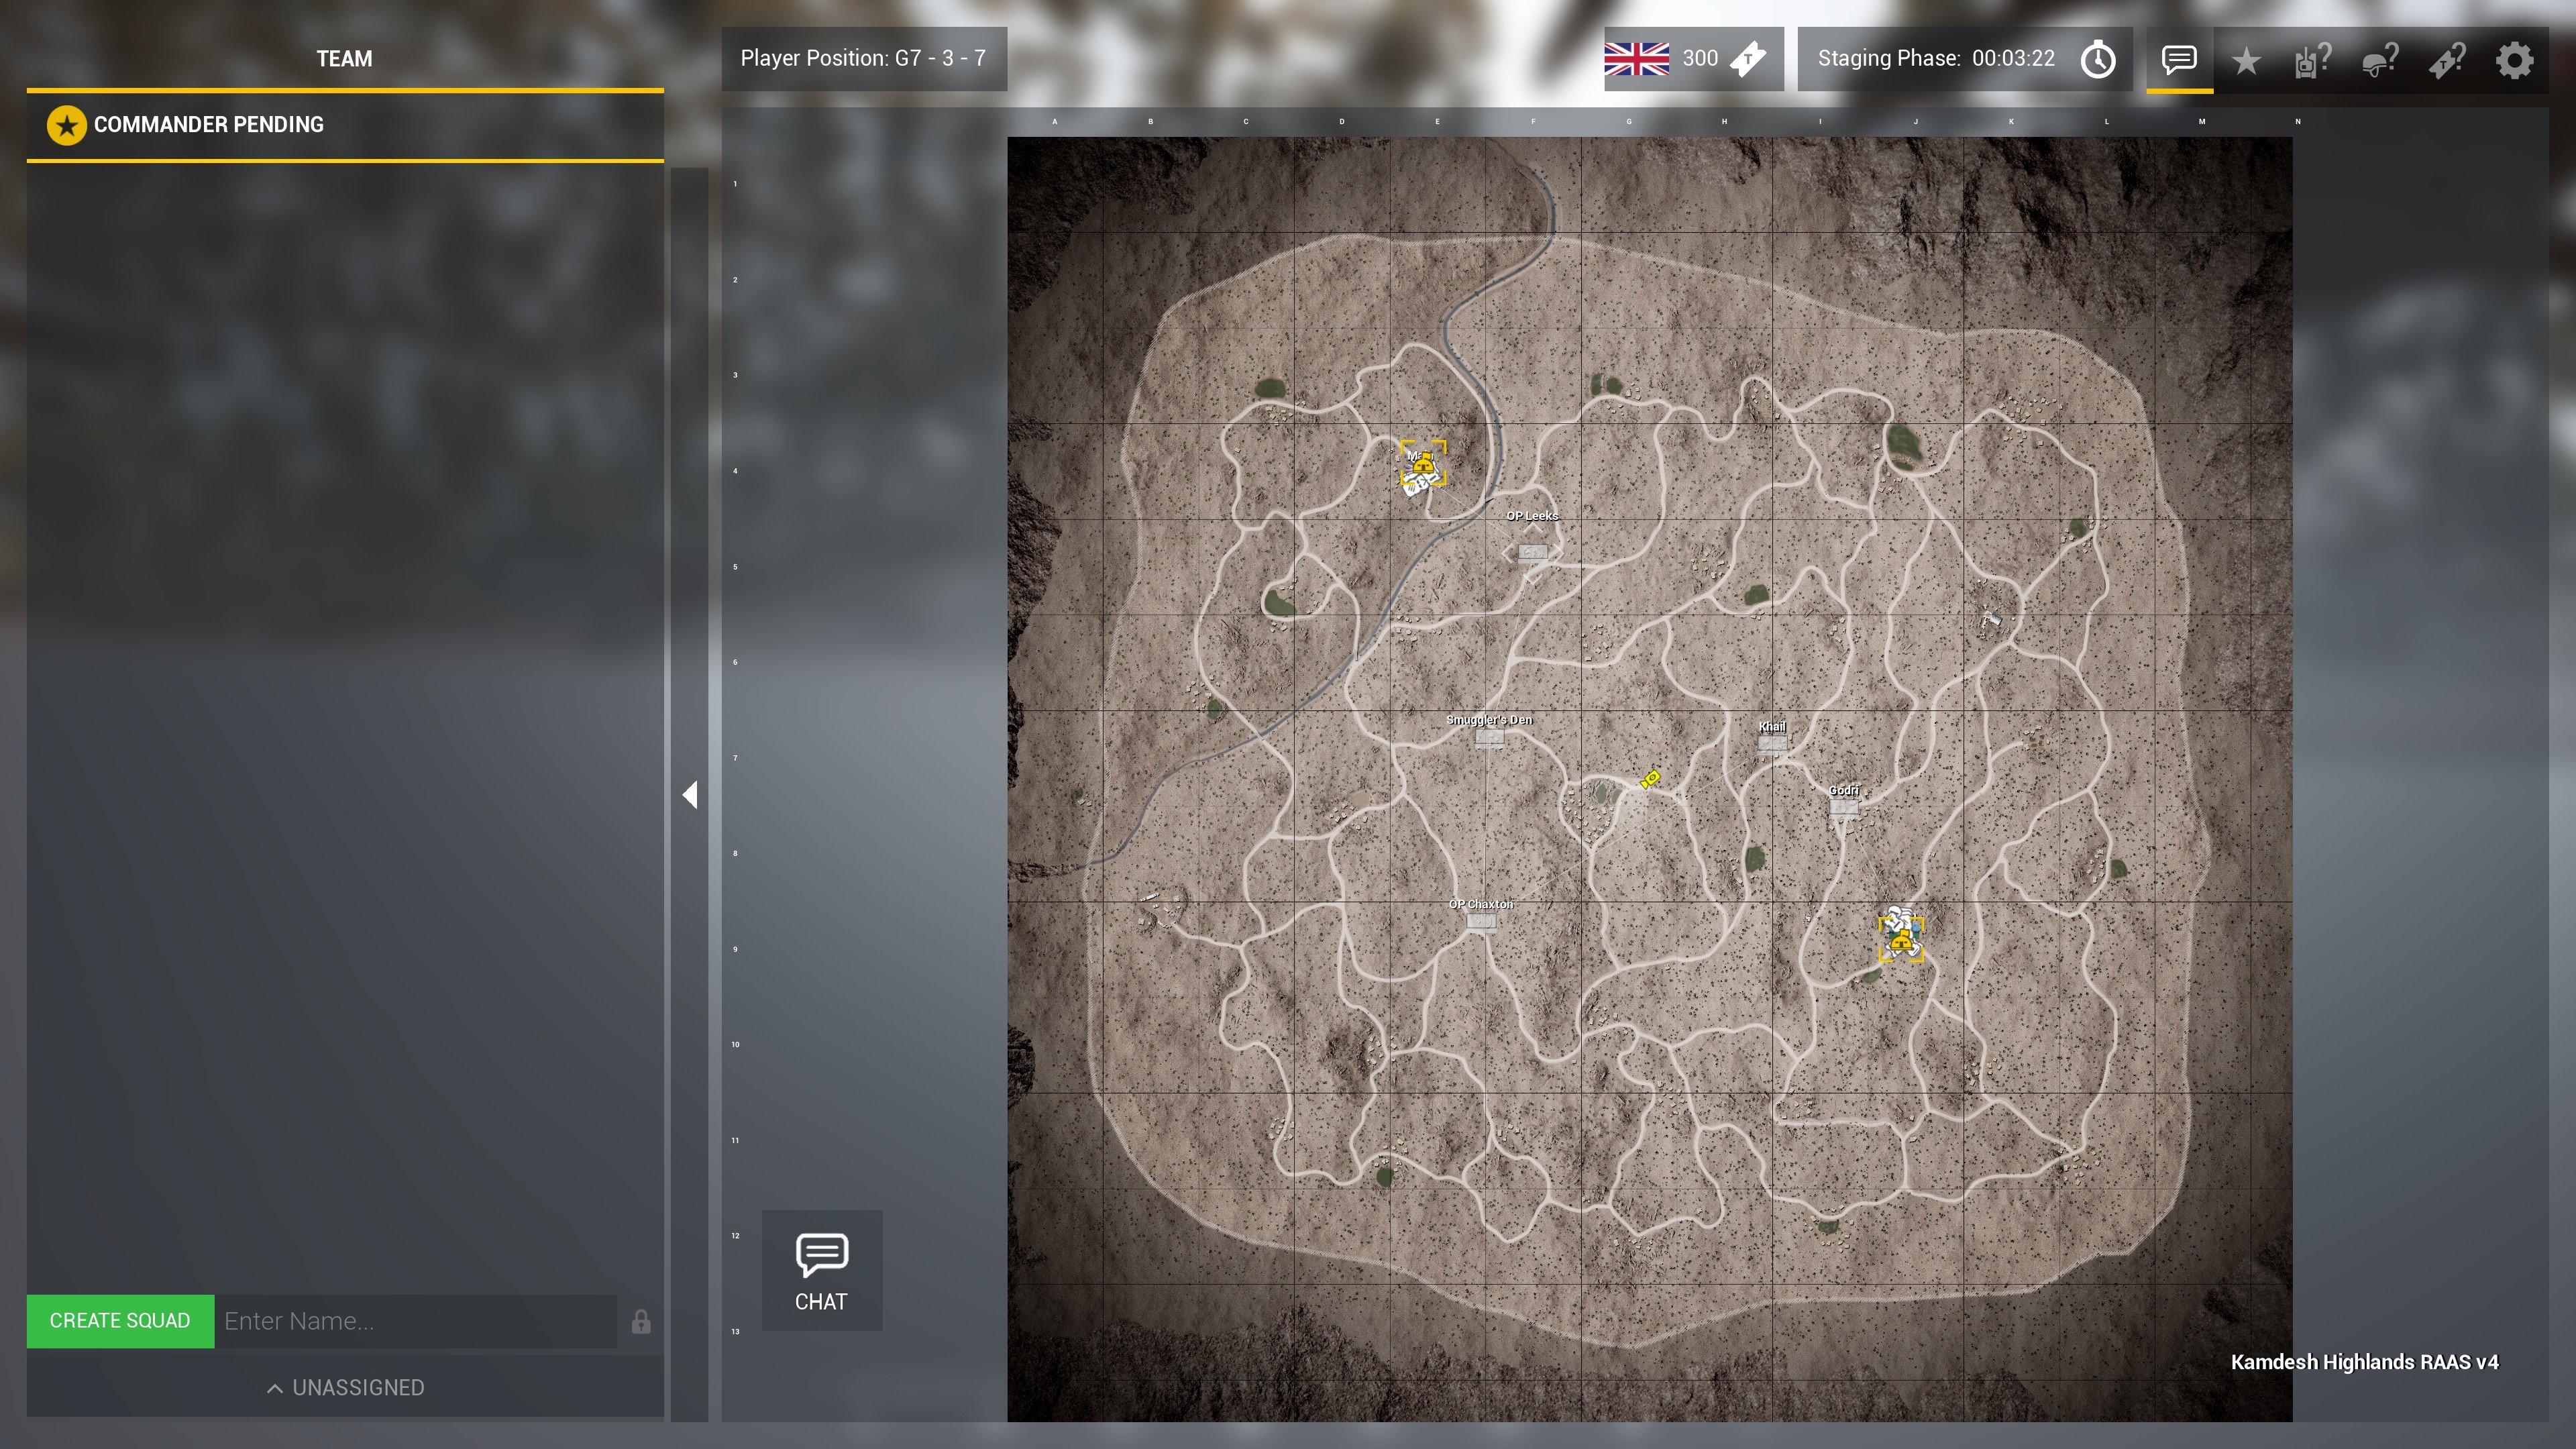 TEAM
Player Position: G7 - 3 - 7
300
Staging Phase: 00:03:22
COMMANDER PENDING
A B C D E F G H I J K L M N
1
2
3
4
OP Leeks
5
6
Smuggler's Den
Khail
7
Godri
8
OP Chaxton
9
10
11
12
CHAT
CREATE SQUAD Enter Name...
13
Kamdesh Highlands RAAS v4
UNASSIGNED